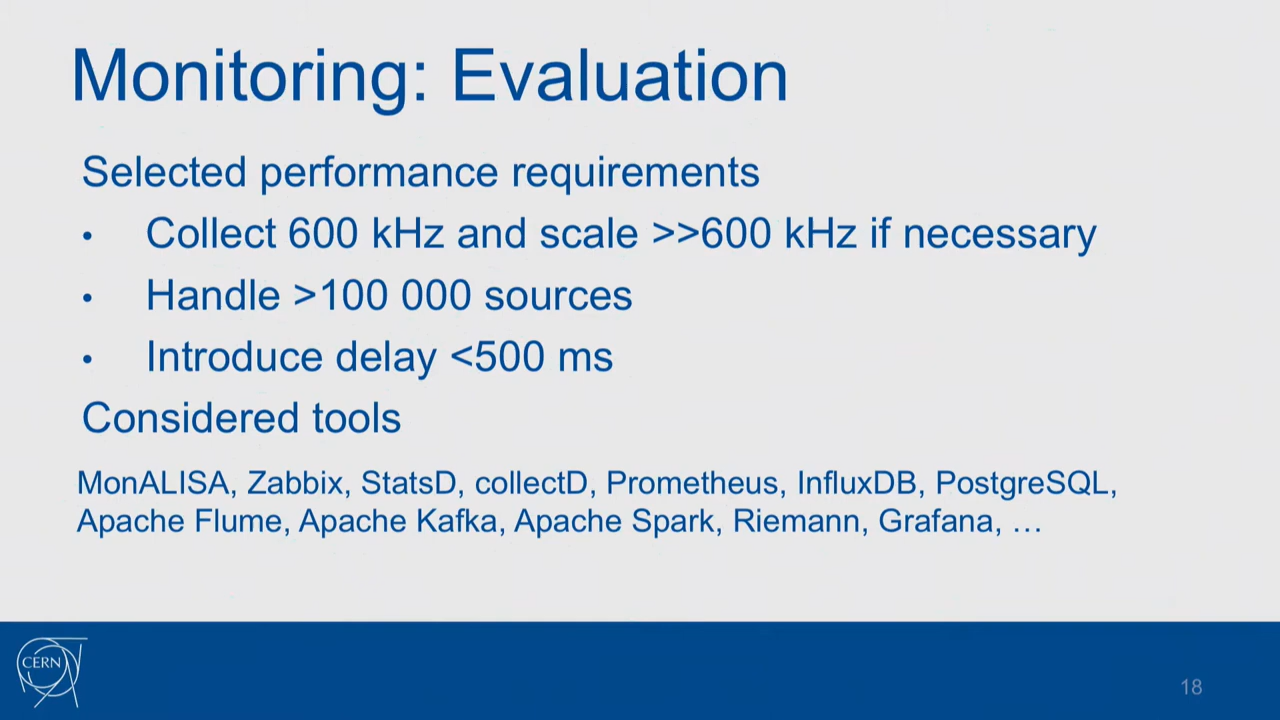 Monitoring: Evaluation
Selected performance requirements
• Collect 600 kHz and scale >>600 kHz if necessary
• Handle >100 000 sources
• Introduce delay <500 ms
Considered tools
MonALISA, Zabbix, StatsD, collectD, Prometheus, InfluxDB, PostgreSQL,
Apache Flume, Apache Kafka, Apache Spark, Riemann, Grafana, …
CERN
18